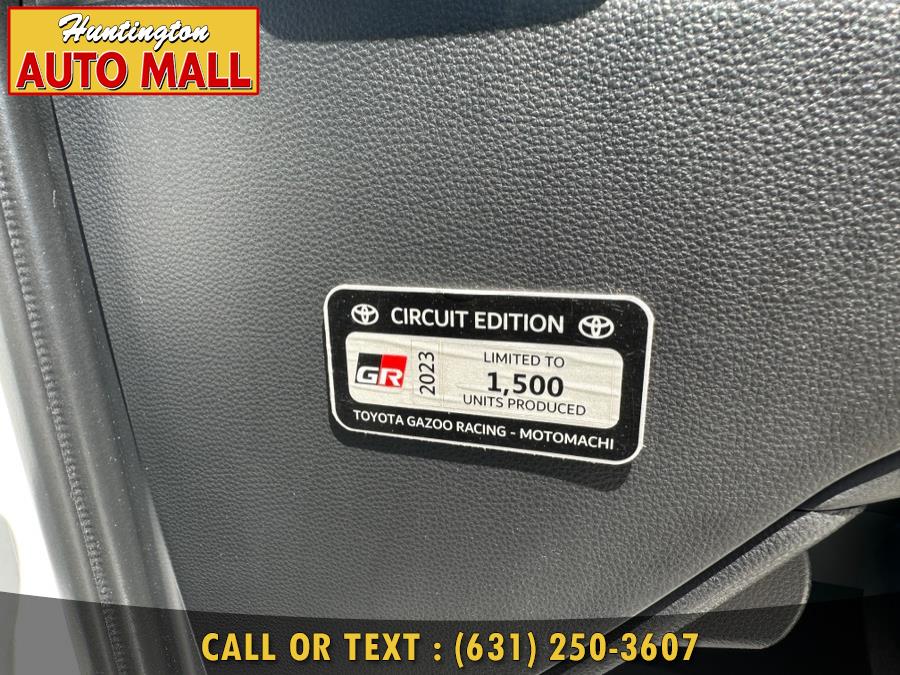 Huntington
AUTO MALL
CIRCUIT EDITION
GR
2023
LIMITED TO
1,500
UNITS PRODUCED
TOYOTA GAZOO RACING - MOTOMACHI
CALL OR TEXT : (631) 250-3607